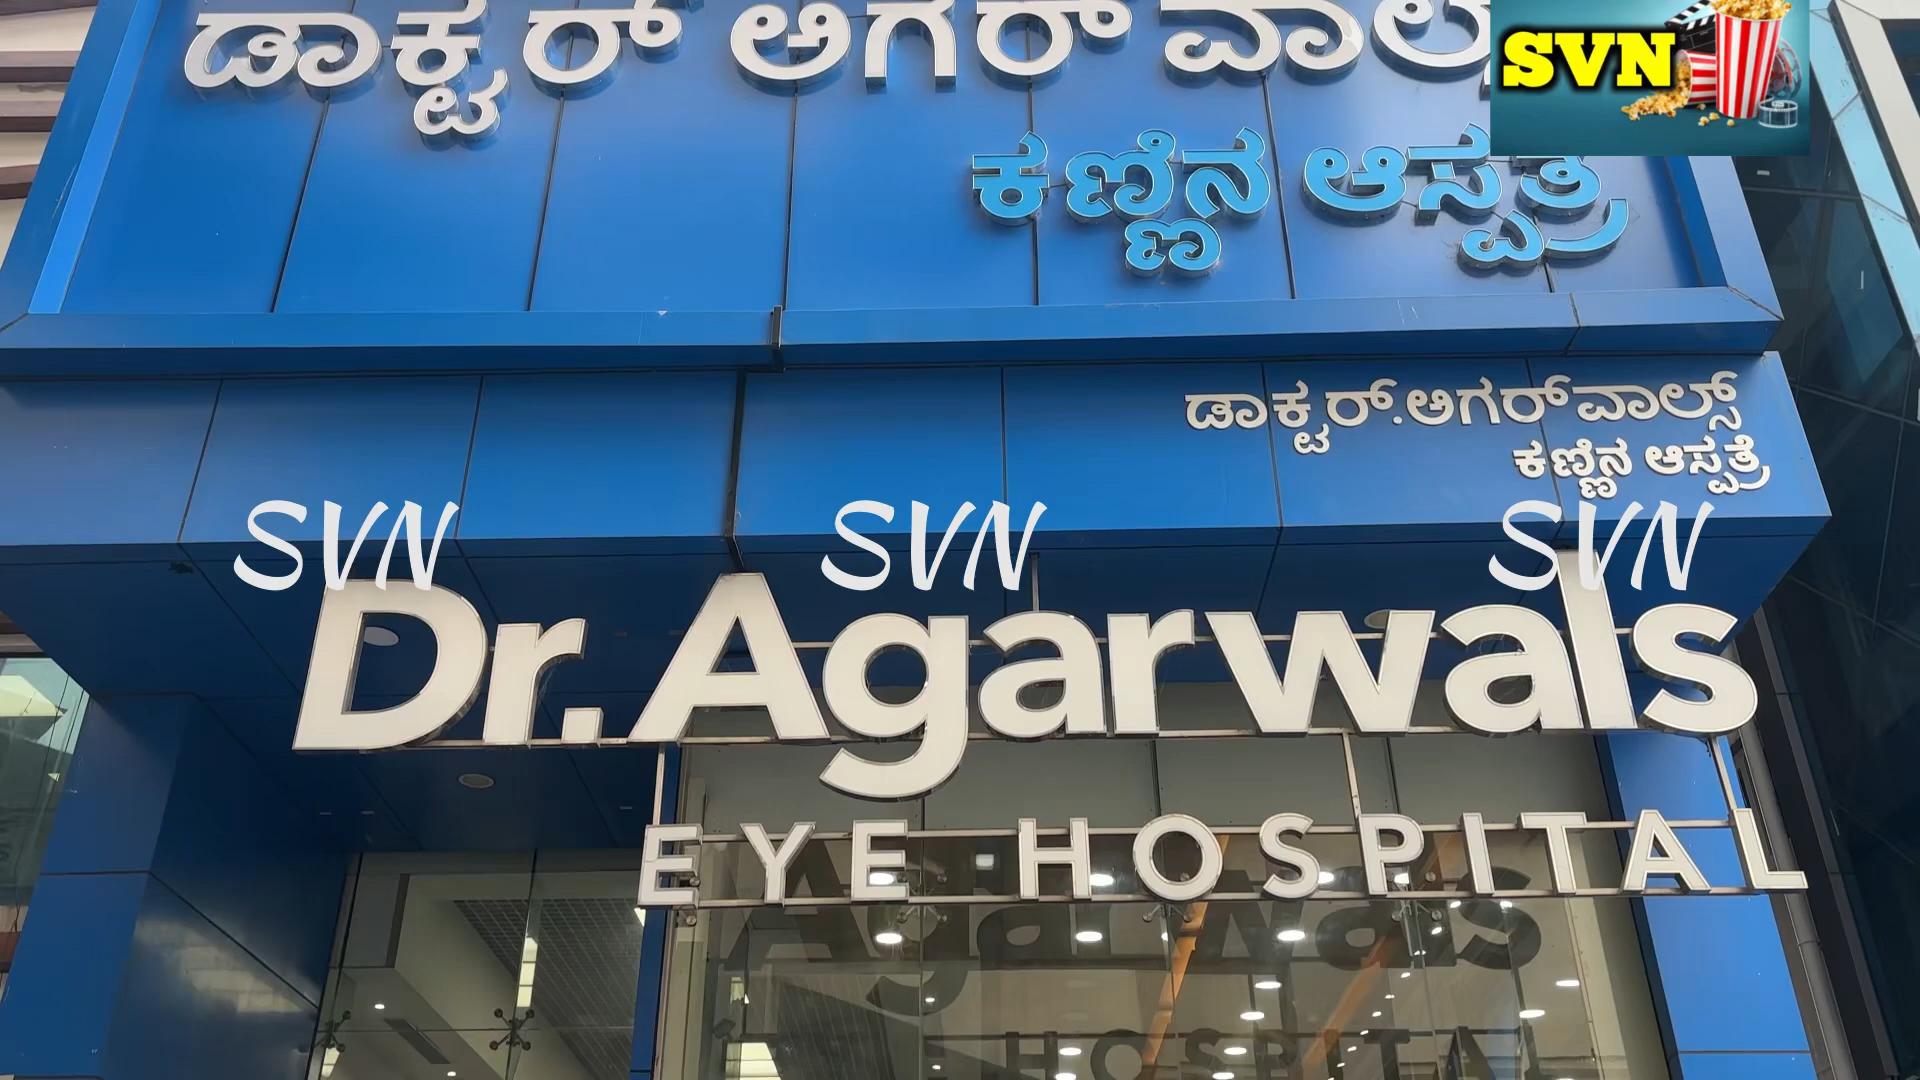 ಡಾಕ್ಟರ್ ಅಗರ್ವಾಲ್ಸ್
SVN
ಕಣ್ಣಿನ ಆಸ್ಪತ್ರೆ
ಡಾಕ್ಟರ್.ಅಗರ್‌ವಾಲ್ಸ್
ಕಣ್ಣಿನ ಆಸ್ಪತ್ರೆ
SVN SVN SVN
Dr.Agarwals
EYE HOSPITAL